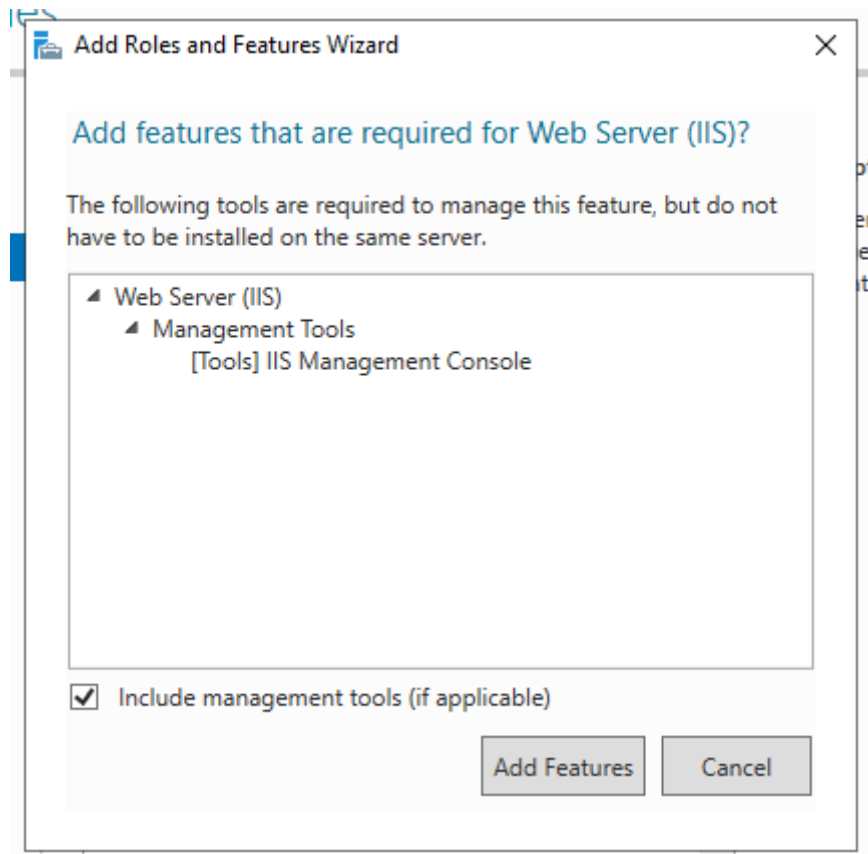 Add Roles and Features Wizard
Add features that are required for Web Server (IIS)?
The following tools are required to manage this feature, but do not
have to be installed on the same server.
Web Server (IIS)
Management Tools
[Tools] IIS Management Console
Include management tools (if applicable)
Add Features
Cancel